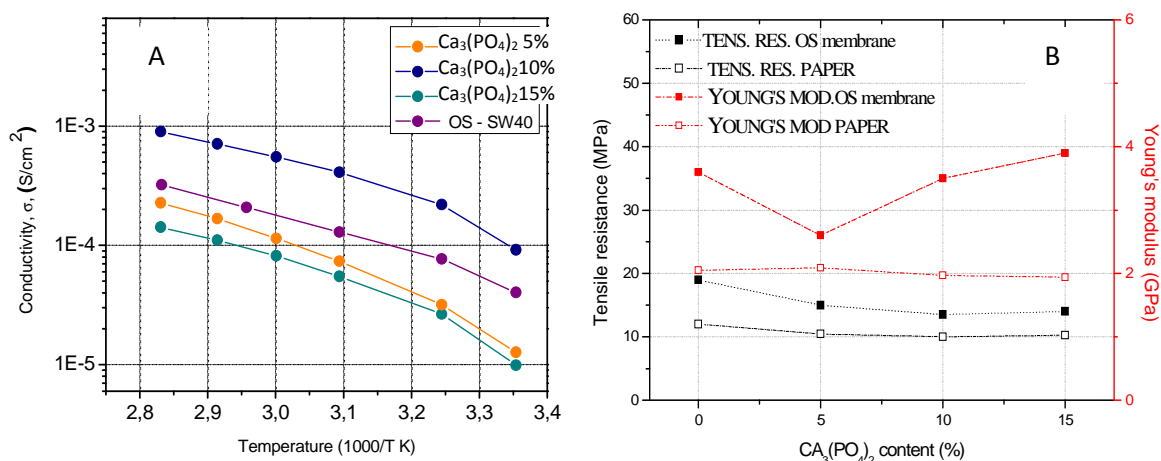 A
Ca₃(PO₄)₂ 5%
Ca₃(PO₄)₂10%
Ca₃(PO₄)₂15%
OS - SW40
1E-3
1E-4
1E-5
Conductivity, σ, (S/cm²)
2,8 2,9 3,0 3,1 3,2 3,3 3,4
Temperature (1000/T K)
B
TENS. RES. OS membrane
TENS. RES. PAPER
YOUNG'S MOD.OS membrane
YOUNG'S MOD PAPER
60
50
40
30
20
10
0
Tensile resistance (MPa)
6
4
2
0
Young's modulus (GPa)
0 5 10 15
CA₃(PO₄)₂ content (%)